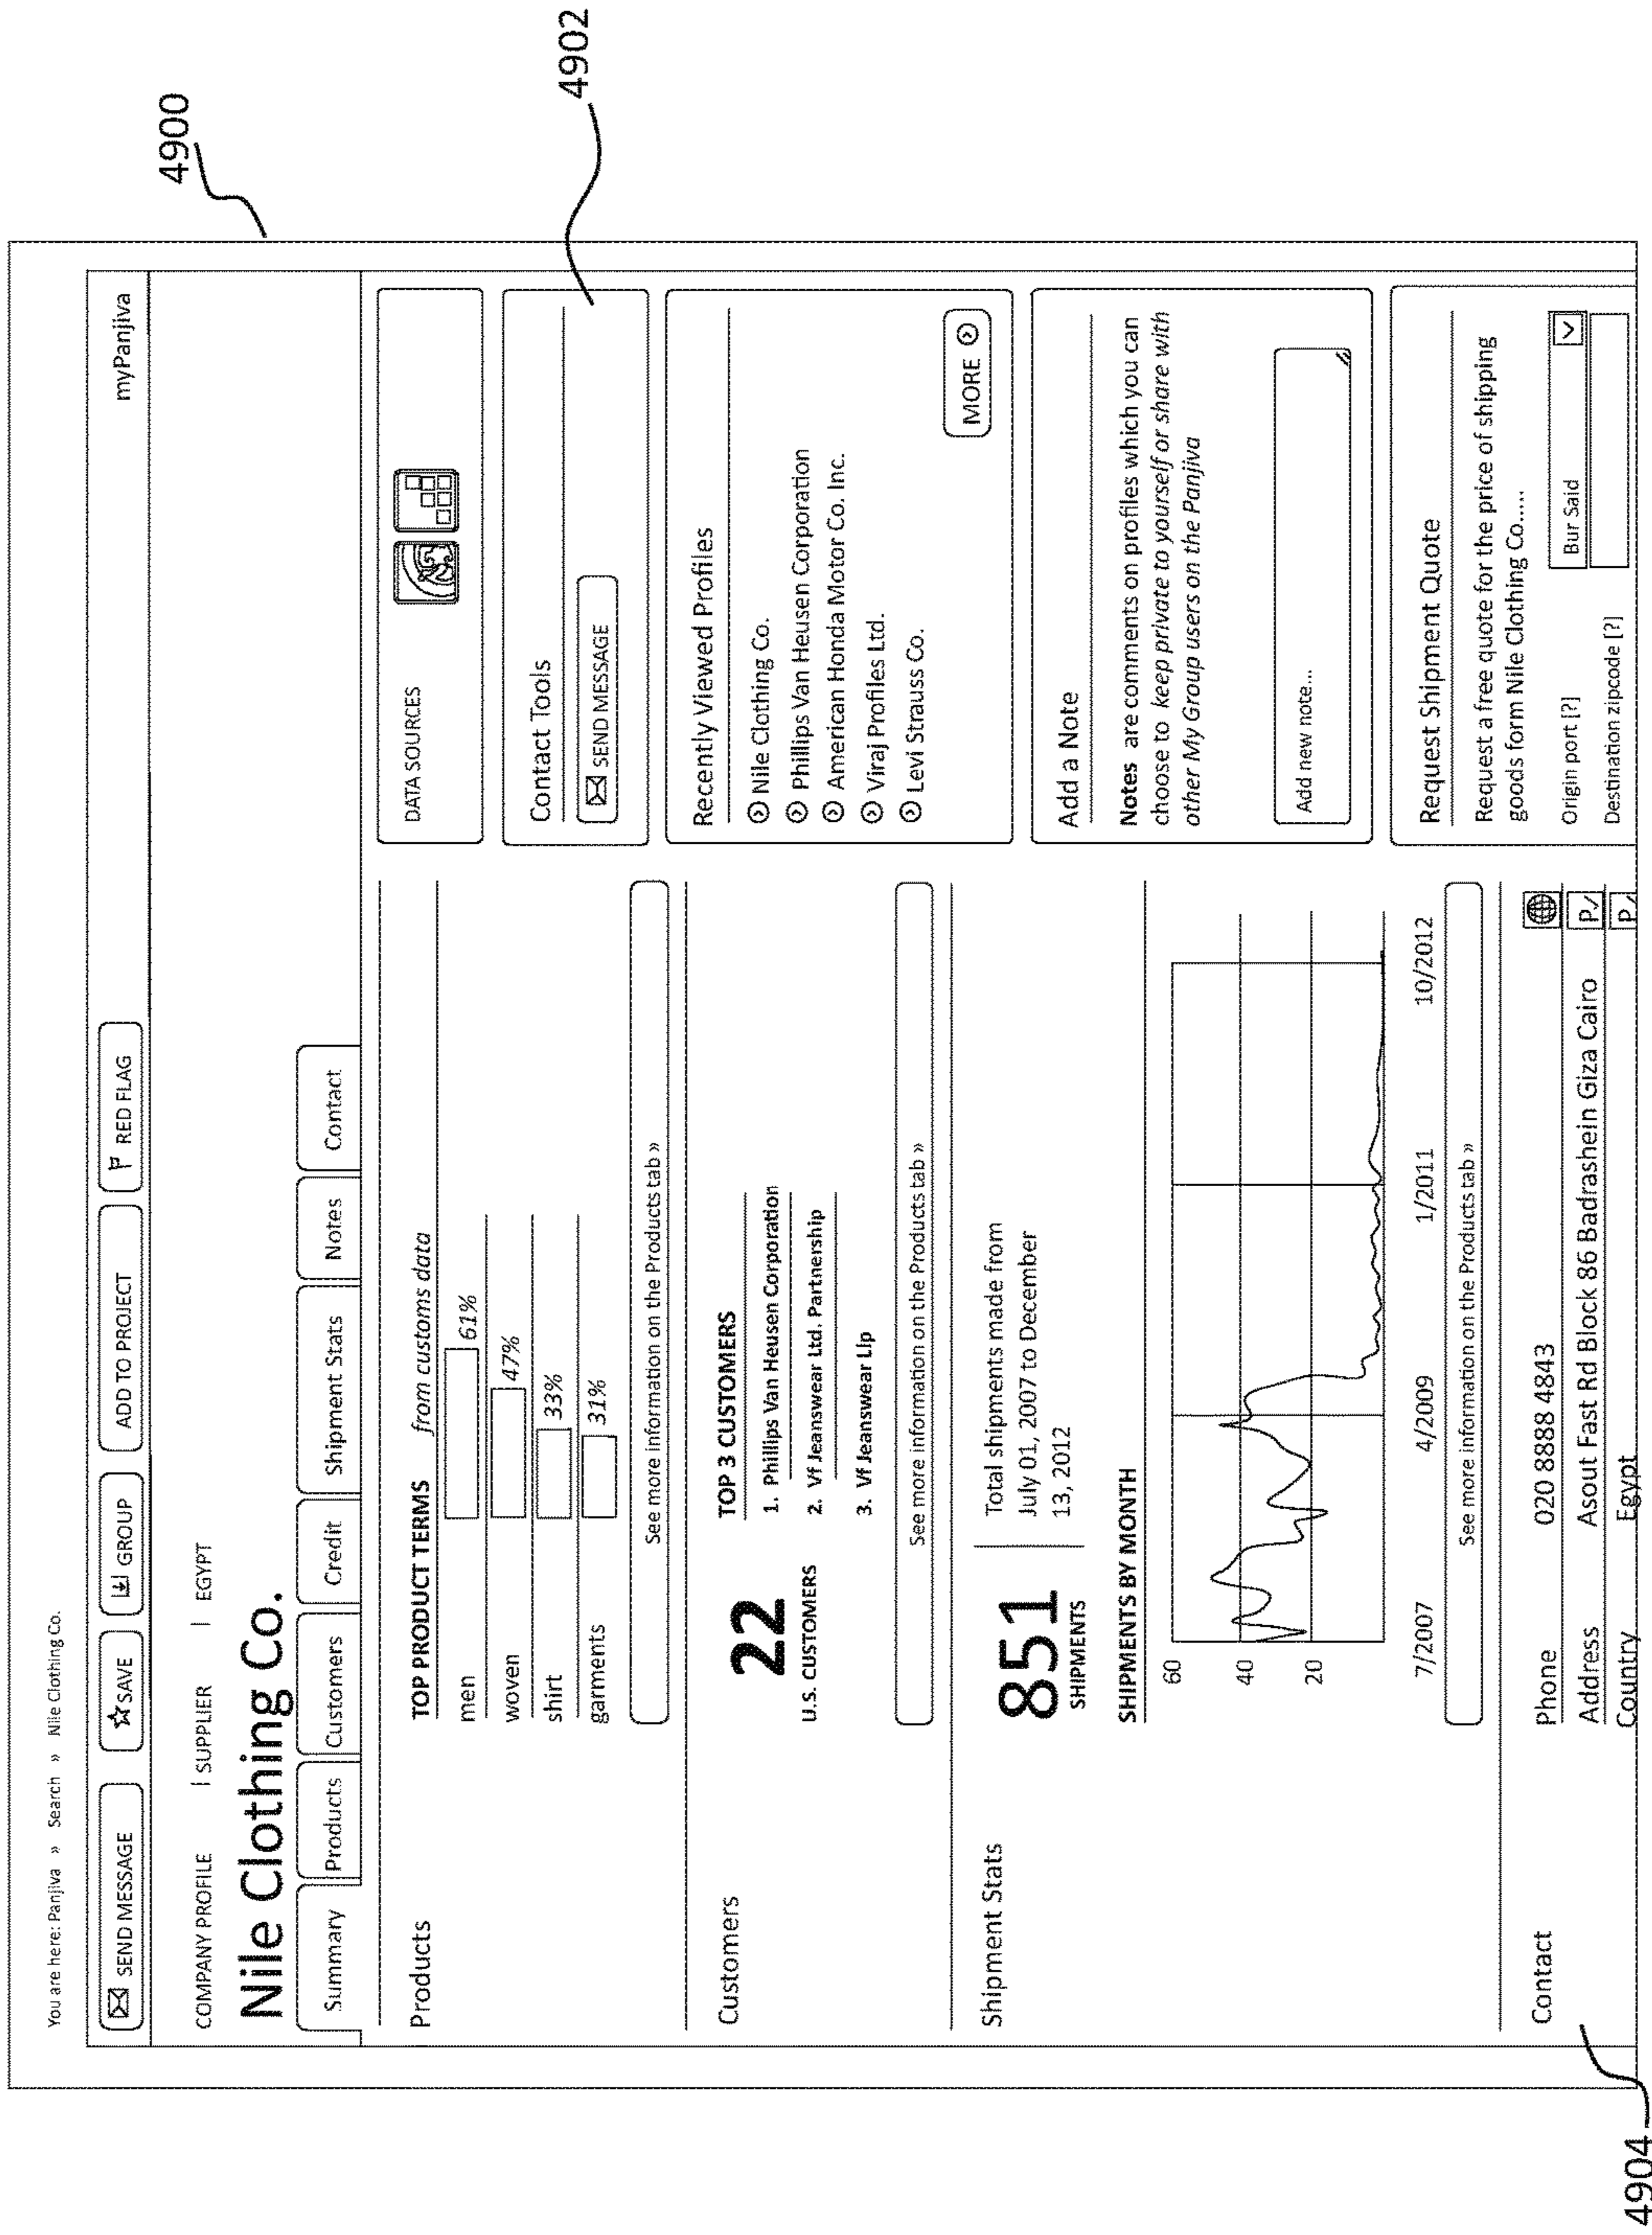 4900
You are here: Panjiva » Search » Nile Clothing Co.
SEND MESSAGE SAVE GROUP ADD TO PROJECT RED FLAG myPanjiva
COMPANY PROFILE | SUPPLIER | EGYPT
Nile Clothing Co.
Summary Products Customers Credit Shipment Stats Notes Contact
Products
TOP PRODUCT TERMS from customs data
men 61%
woven 47%
shirt 33%
garments 31%
See more information on the Products tab »
Customers
22
U.S. CUSTOMERS
TOP 3 CUSTOMERS
1. Phillips Van Heusen Corporation
2. Vf Jeanswear Ltd. Partnership
3. Vf Jeanswear Llp
See more information on the Products tab »
Shipment Stats
851
SHIPMENTS
Total shipments made from
July 01, 2007 to December
13, 2012
SHIPMENTS BY MONTH
60
40
20
7/2007 4/2009 1/2011 10/2012
See more information on the Products tab »
Contact
Phone 020 8888 4843
Address Asout Fast Rd Block 86 Badrashein Giza Cairo P✓
Country Egypt P✓
4904
DATA SOURCES
4902
Contact Tools
SEND MESSAGE
Recently Viewed Profiles
Nile Clothing Co.
Phillips Van Heusen Corporation
American Honda Motor Co. Inc.
Viraj Profiles Ltd.
Levi Strauss Co.
MORE
Add a Note
Notes are comments on profiles which you can
choose to keep private to yourself or share with
other My Group users on the Panjiva
Add new note...
Request Shipment Quote
Request a free quote for the price of shipping
goods form Nile Clothing Co.....
Origin port [?] Bur Said
Destination zipcode [?]